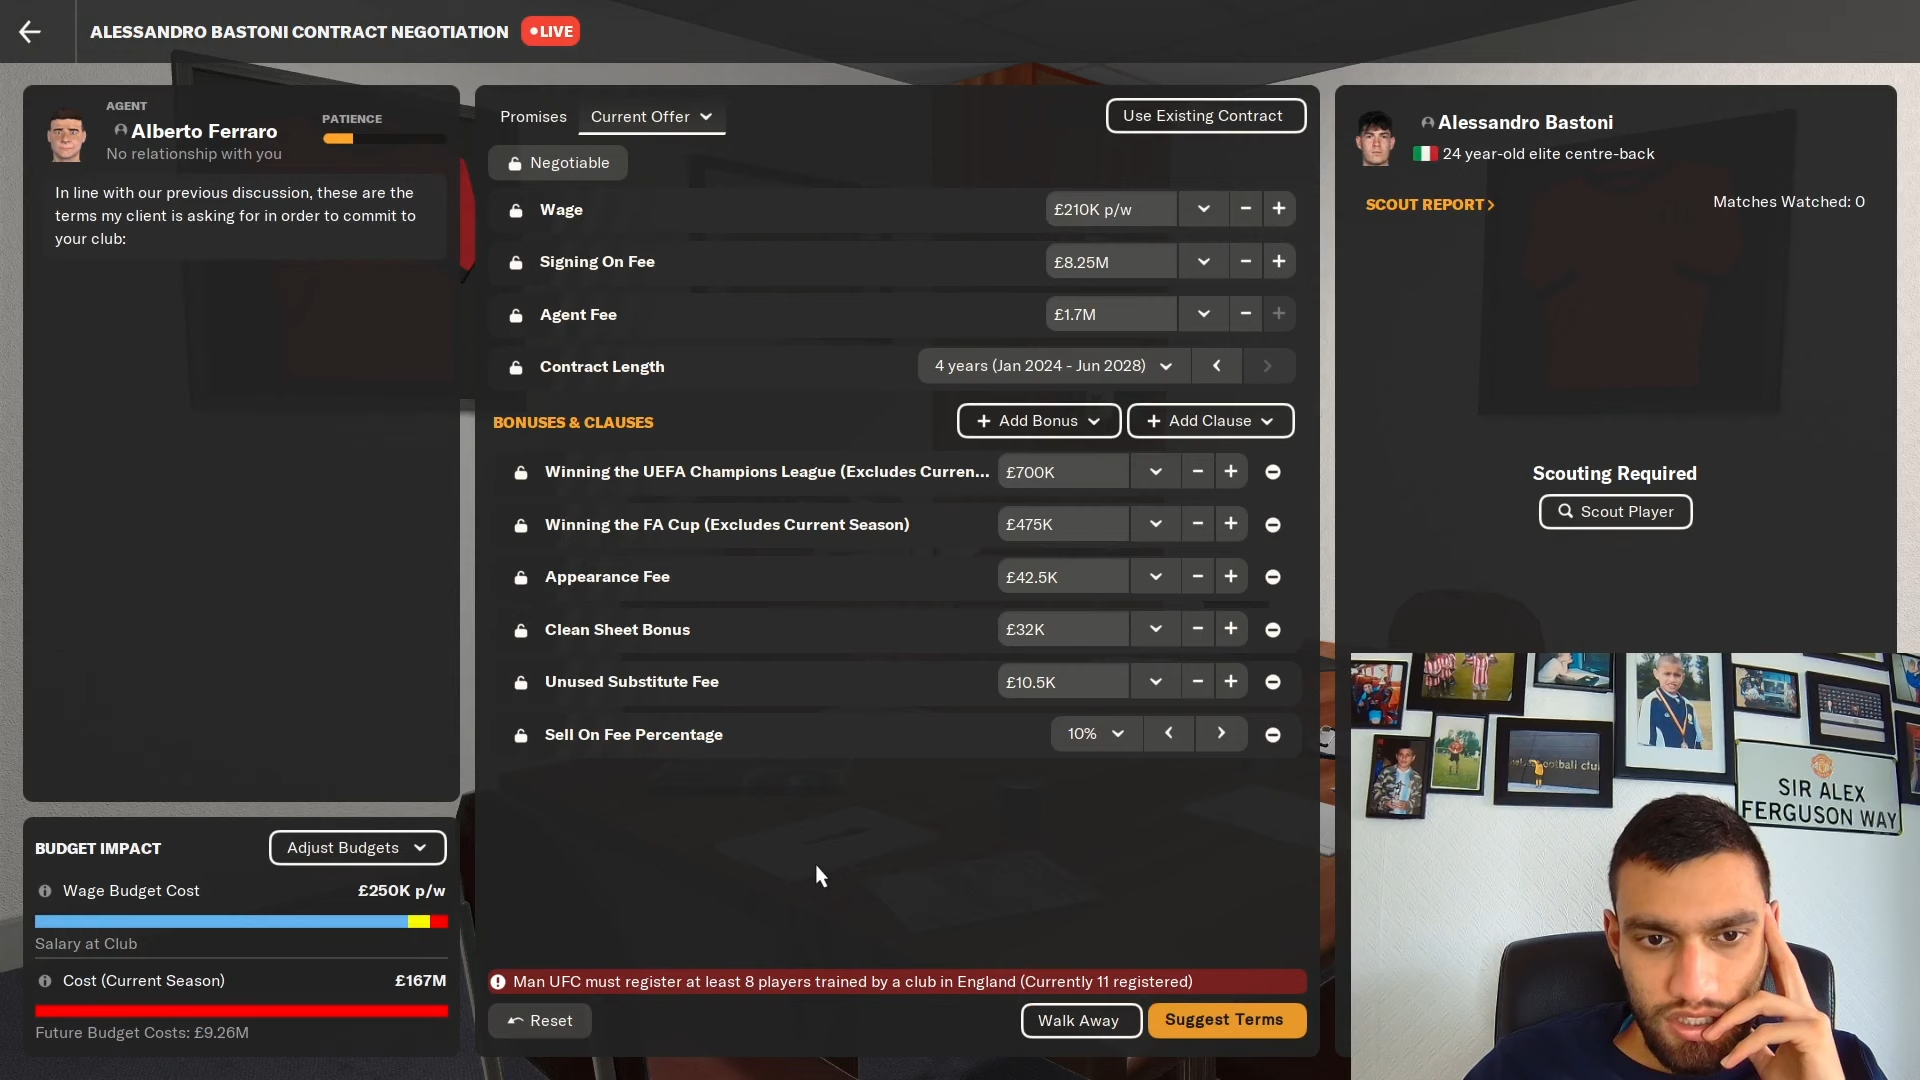 ALESSANDRO BASTONI CONTRACT NEGOTIATION
LIVE
AGENT
Alberto Ferraro
No relationship with you
PATIENCE
In line with our previous discussion, these are the
terms my client is asking for in order to commit to
your club:
Promises
Current Offer
Use Existing Contract
Negotiable
Wage
£210K p/w
Signing On Fee
£8.25M
Agent Fee
£1.7M
Contract Length
4 years (Jan 2024 - Jun 2028)
BONUSES & CLAUSES
Add Bonus
Add Clause
Winning the UEFA Champions League (Excludes Curren...
£700K
Winning the FA Cup (Excludes Current Season)
£475K
Appearance Fee
£42.5K
Clean Sheet Bonus
£32K
Unused Substitute Fee
£10.5K
Sell On Fee Percentage
10%
Man UFC must register at least 8 players trained by a club in England (Currently 11 registered)
Reset
Walk Away
Suggest Terms
BUDGET IMPACT
Adjust Budgets
Wage Budget Cost
£250K p/w
Salary at Club
Cost (Current Season)
£167M
Future Budget Costs: £9.26M
Alessandro Bastoni
24 year-old elite centre-back
SCOUT REPORT
Matches Watched: 0
Scouting Required
Scout Player
SIR ALEX
FERGUSON WAY